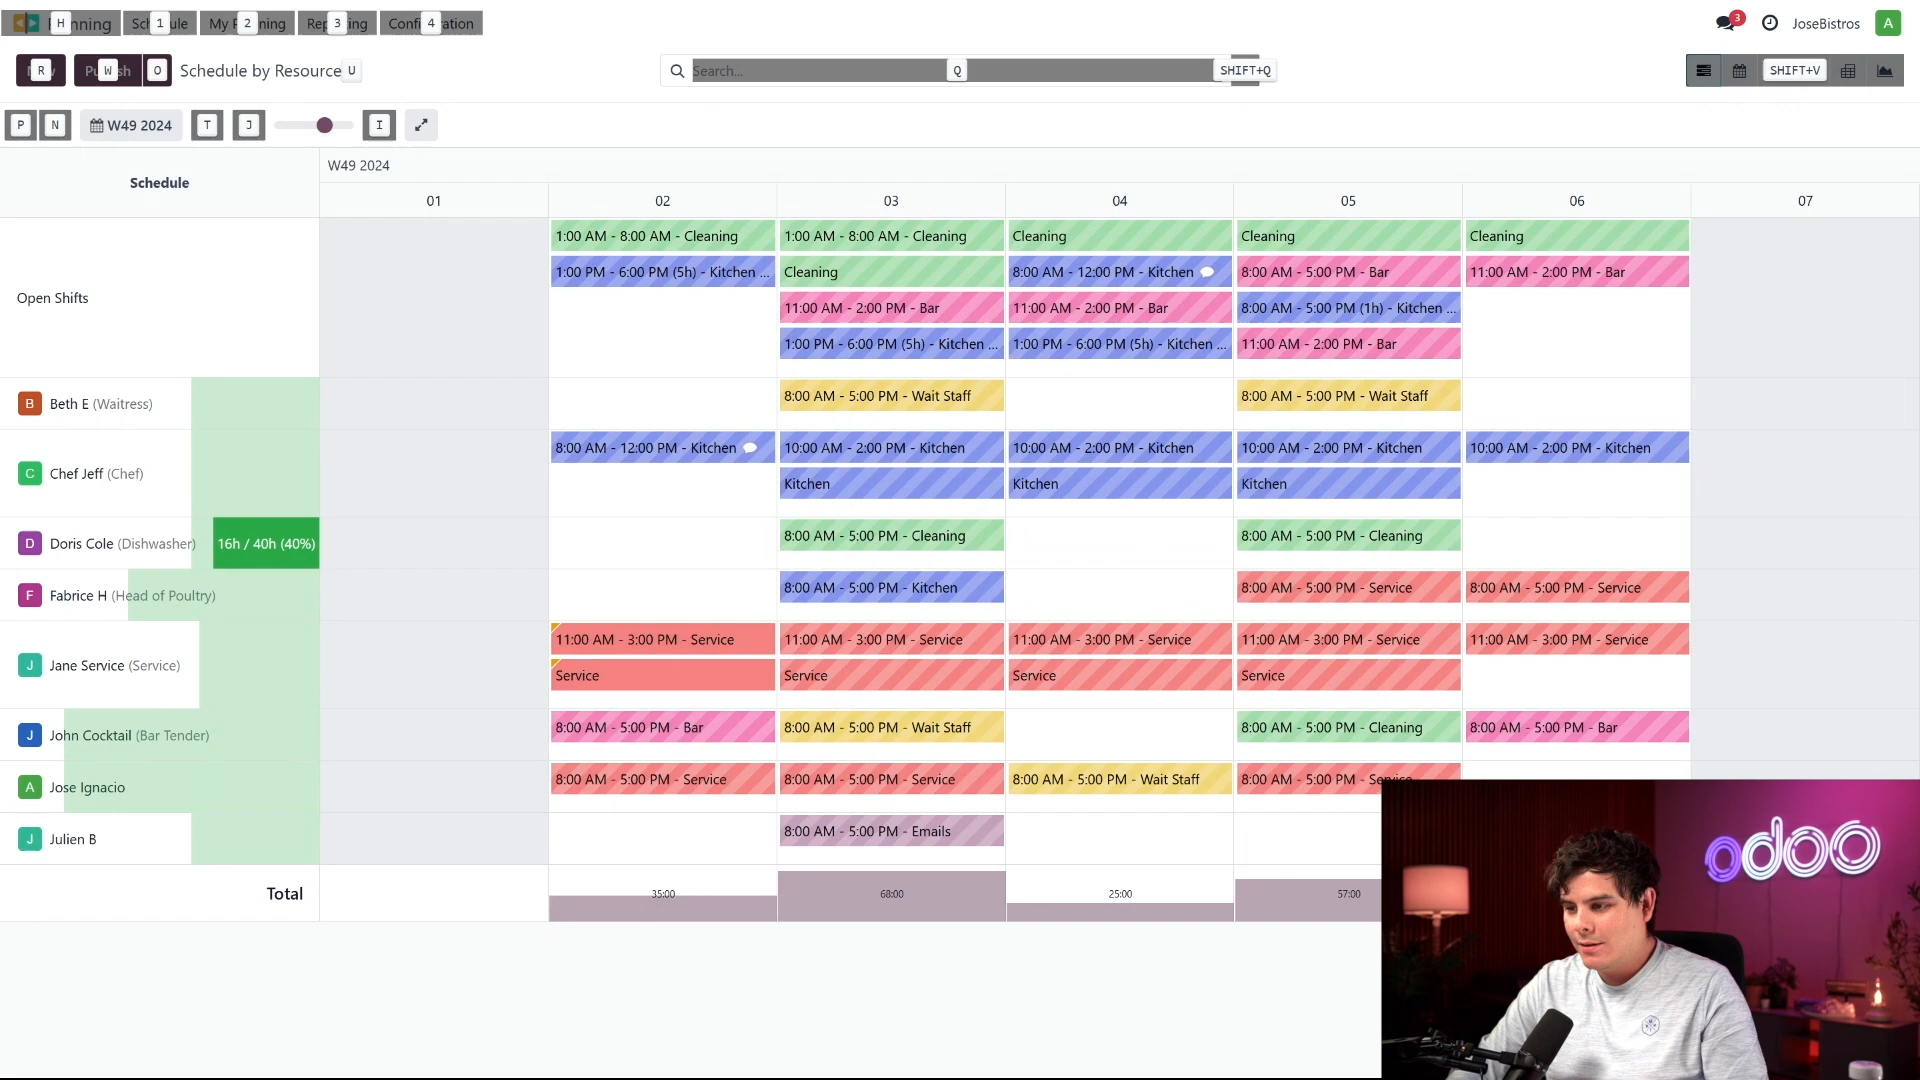 H nning Sch 1 ule My P 2 ning Rep 3 ing Confi 4 ation 3 JoseBistros A
R W O Schedule by Resource U Search... Q SHIFT+Q SHIFT+V
P N W49 2024 T J I
Schedule W49 2024
01 02 03 04 05 06 07
Open Shifts
1:00 AM - 8:00 AM - Cleaning 1:00 AM - 8:00 AM - Cleaning Cleaning Cleaning Cleaning
1:00 PM - 6:00 PM (5h) - Kitchen ... Cleaning 8:00 AM - 12:00 PM - Kitchen 8:00 AM - 5:00 PM - Bar 11:00 AM - 2:00 PM - Bar
11:00 AM - 2:00 PM - Bar 11:00 AM - 2:00 PM - Bar 8:00 AM - 5:00 PM (1h) - Kitchen ...
1:00 PM - 6:00 PM (5h) - Kitchen ... 1:00 PM - 6:00 PM (5h) - Kitchen ... 11:00 AM - 2:00 PM - Bar
B Beth E (Waitress) 8:00 AM - 5:00 PM - Wait Staff 8:00 AM - 5:00 PM - Wait Staff
C Chef Jeff (Chef) 8:00 AM - 12:00 PM - Kitchen 10:00 AM - 2:00 PM - Kitchen 10:00 AM - 2:00 PM - Kitchen 10:00 AM - 2:00 PM - Kitchen 10:00 AM - 2:00 PM - Kitchen
Kitchen Kitchen Kitchen
D Doris Cole (Dishwasher) 16h / 40h (40%) 8:00 AM - 5:00 PM - Cleaning 8:00 AM - 5:00 PM - Cleaning
F Fabrice H (Head of Poultry) 8:00 AM - 5:00 PM - Kitchen 8:00 AM - 5:00 PM - Service 8:00 AM - 5:00 PM - Service
J Jane Service (Service) 11:00 AM - 3:00 PM - Service 11:00 AM - 3:00 PM - Service 11:00 AM - 3:00 PM - Service 11:00 AM - 3:00 PM - Service 11:00 AM - 3:00 PM - Service
Service Service Service Service
J John Cocktail (Bar Tender) 8:00 AM - 5:00 PM - Bar 8:00 AM - 5:00 PM - Wait Staff 8:00 AM - 5:00 PM - Cleaning 8:00 AM - 5:00 PM - Bar
A Jose Ignacio 8:00 AM - 5:00 PM - Service 8:00 AM - 5:00 PM - Service 8:00 AM - 5:00 PM - Wait Staff 8:00 AM - 5:00 PM - Service
J Julien B 8:00 AM - 5:00 PM - Emails
Total 35:00 68:00 25:00 57:00
odoo